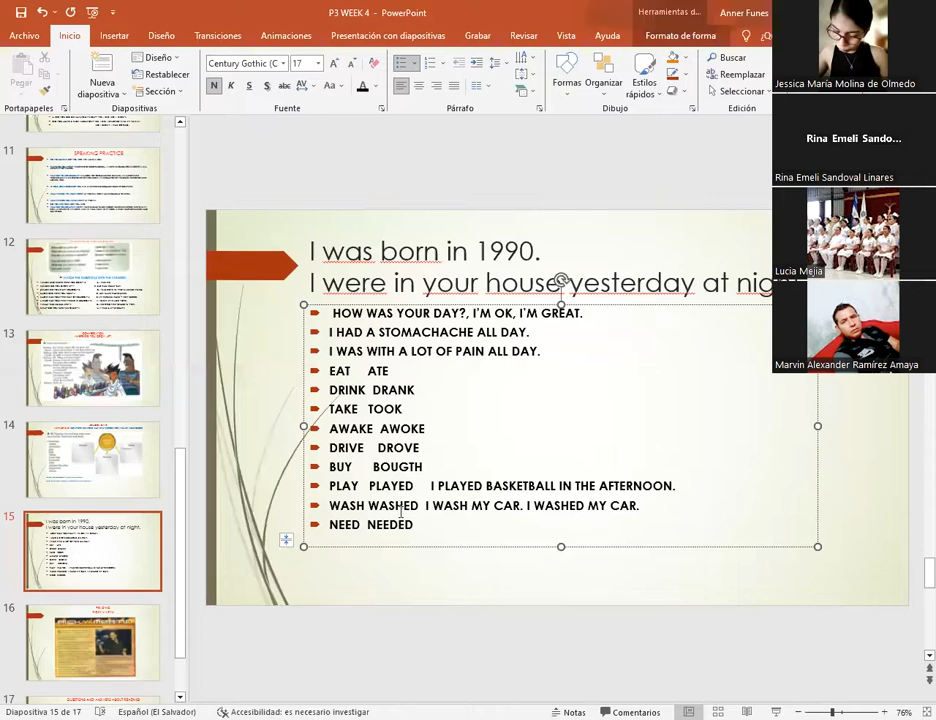 P3 WEEK 4 - PowerPoint
Herramientas d...
Anner Funes
Archivo Inicio Insertar Diseño Transiciones Animaciones Presentación con diapositivas Grabar Revisar Vista Ayuda Formato de forma
Pegar
Nueva diapositiva
Diseño
Restablecer
Sección
Century Gothic (C 17
N K S S abc AV Aa A
Formas Organizar Estilos rápidos
Buscar
Reemplazar
Seleccionar
Portapapeles Diapositivas Fuente Párrafo Dibujo Edición
Jessica María Molina de Olmedo
Rina Emeli Sando...
Rina Emeli Sandoval Linares
Lucia Mejia
Marvin Alexander Ramírez Amaya
11
SPEAKING PRACTICE
12
13
14
15
I was born in 1990.
I were in your house yesterday at night.
16
17
I was born in 1990.
I were in your house yesterday at nig
HOW WAS YOUR DAY?, I'M OK, I'M GREAT.
I HAD A STOMACHACHE ALL DAY.
I WAS WITH A LOT OF PAIN ALL DAY.
EAT ATE
DRINK DRANK
TAKE TOOK
AWAKE AWOKE
DRIVE DROVE
BUY BOUGTH
PLAY PLAYED I PLAYED BASKETBALL IN THE AFTERNOON.
WASH WASHED I WASH MY CAR. I WASHED MY CAR.
NEED NEEDED
Diapositiva 15 de 17 Español (El Salvador) Accesibilidad: es necesario investigar Notas Comentarios 76%